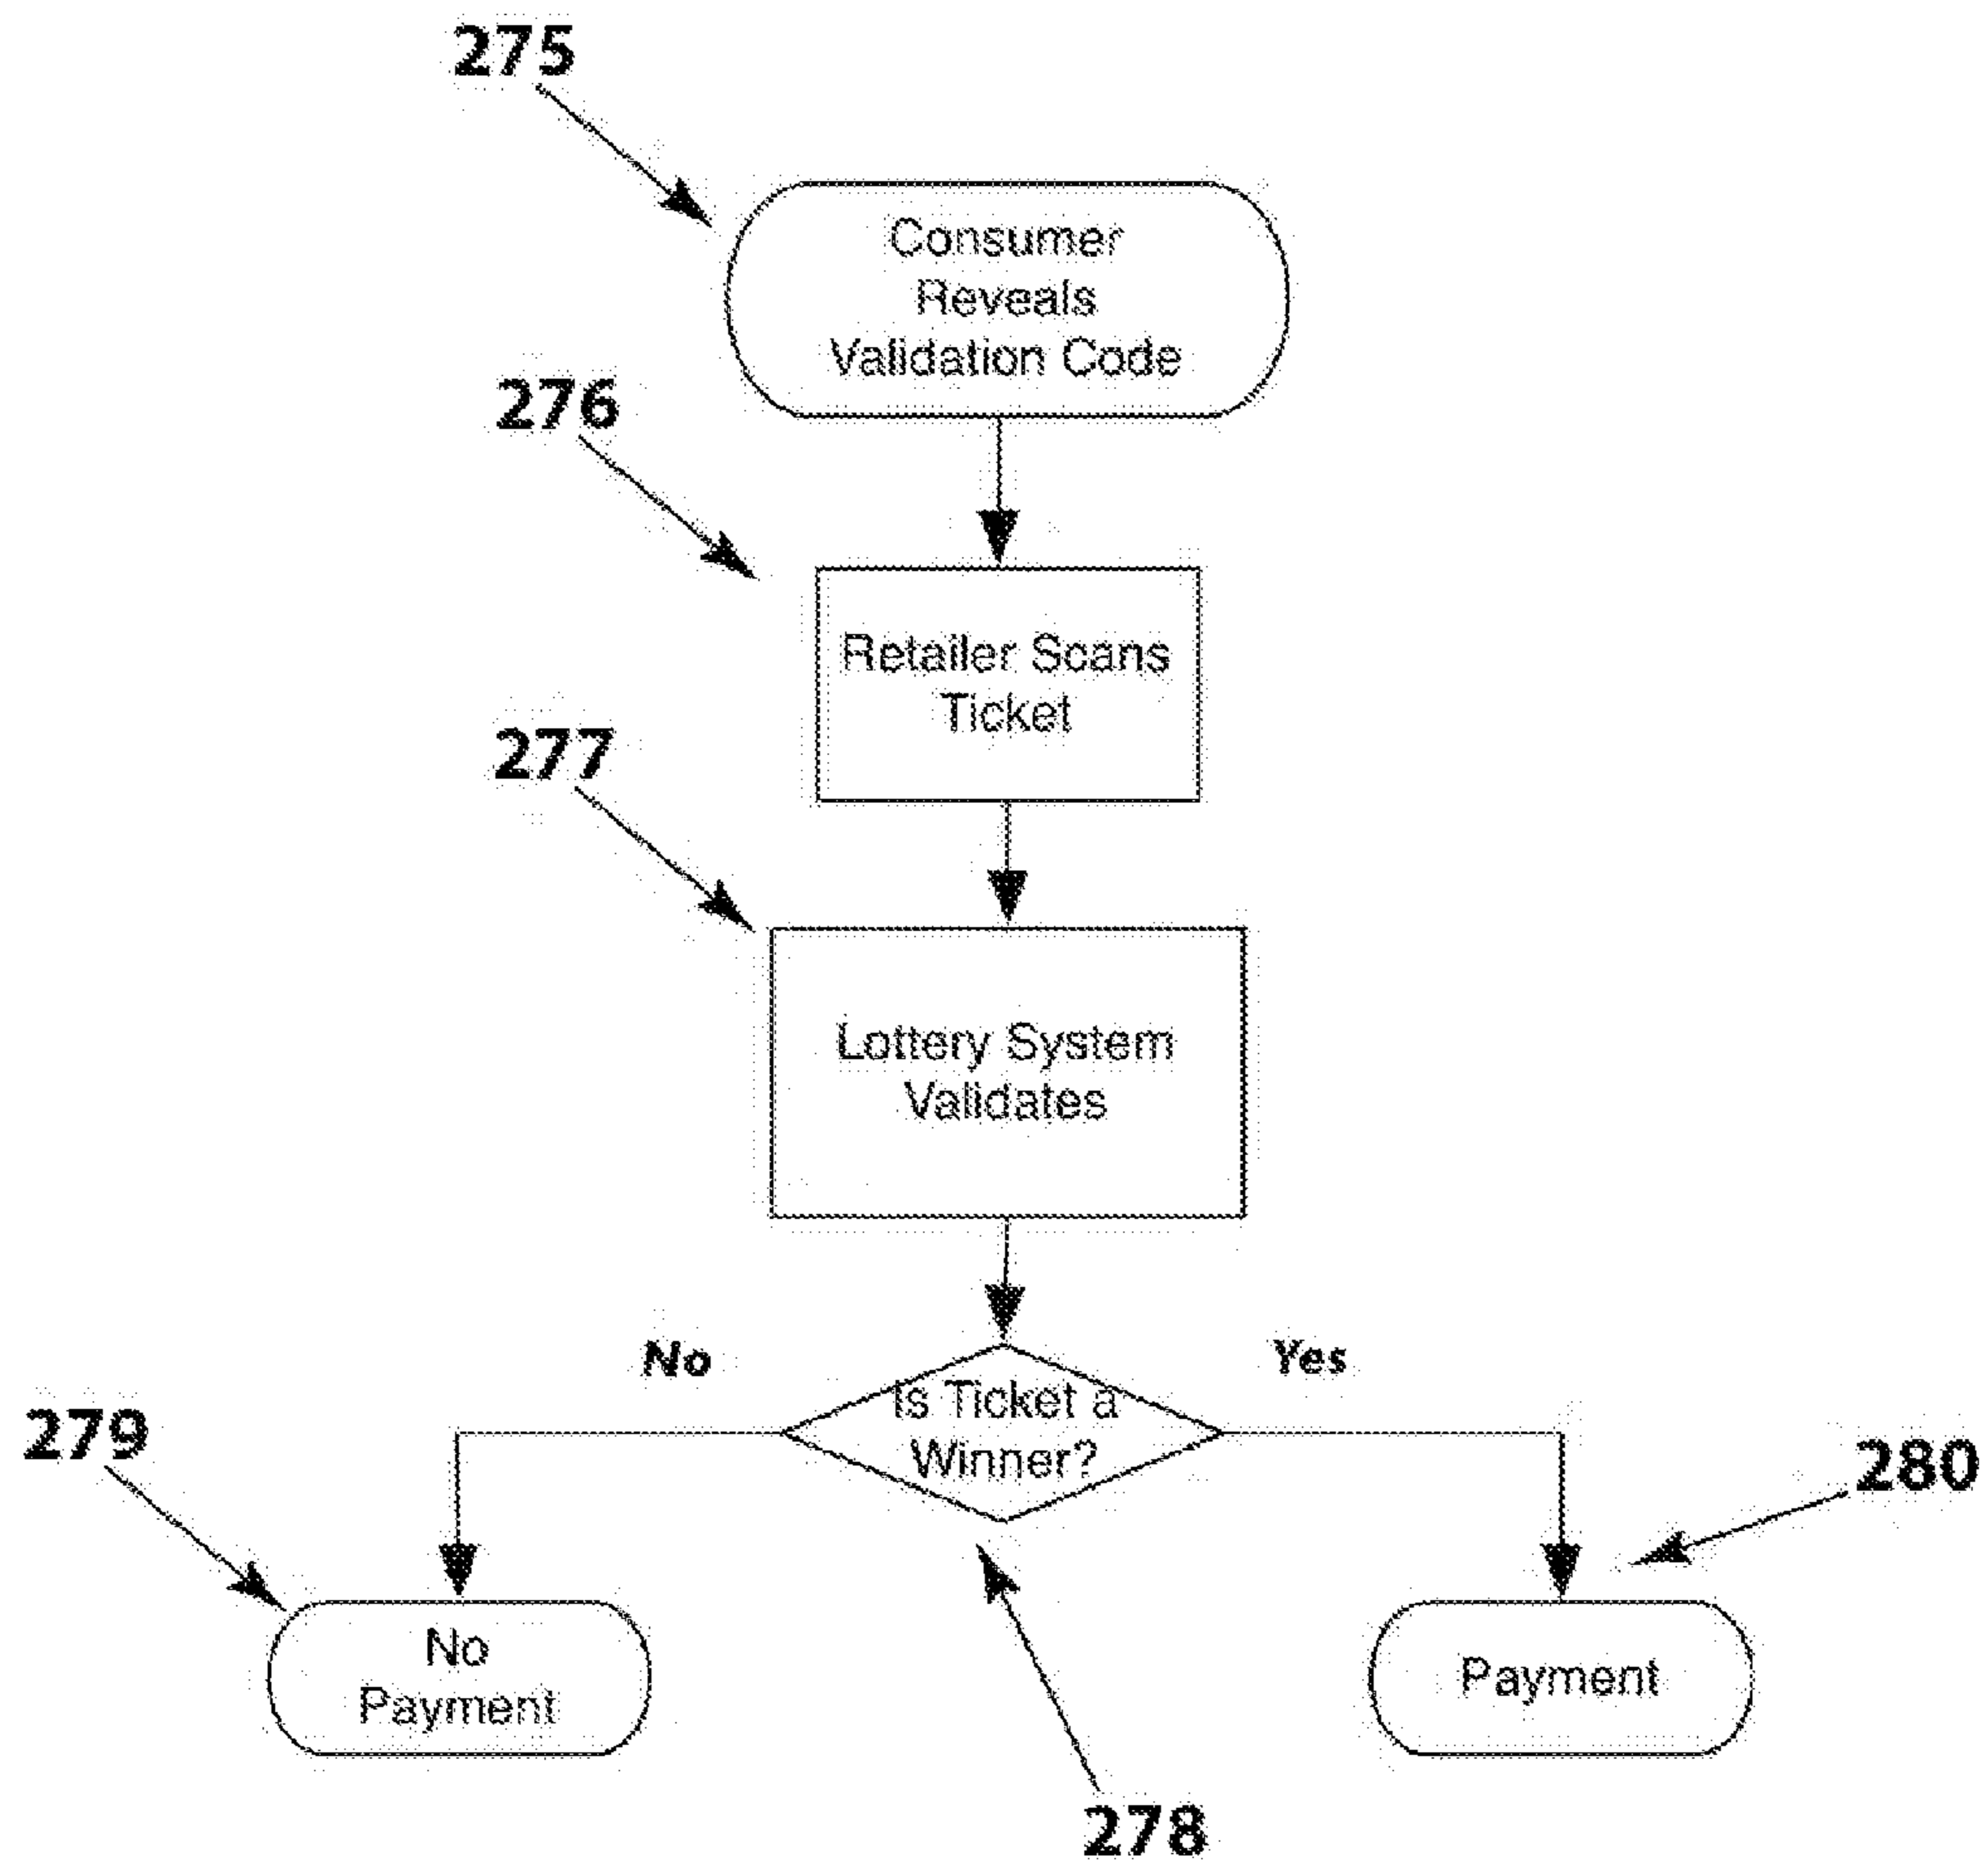 275
Consumer
Reveals
Validation Code
276
Retailer Scans
Ticket
277
Lottery System
Validates
No
Yes
Is Ticket a
Winner?
279
280
No
Payment
Payment
278